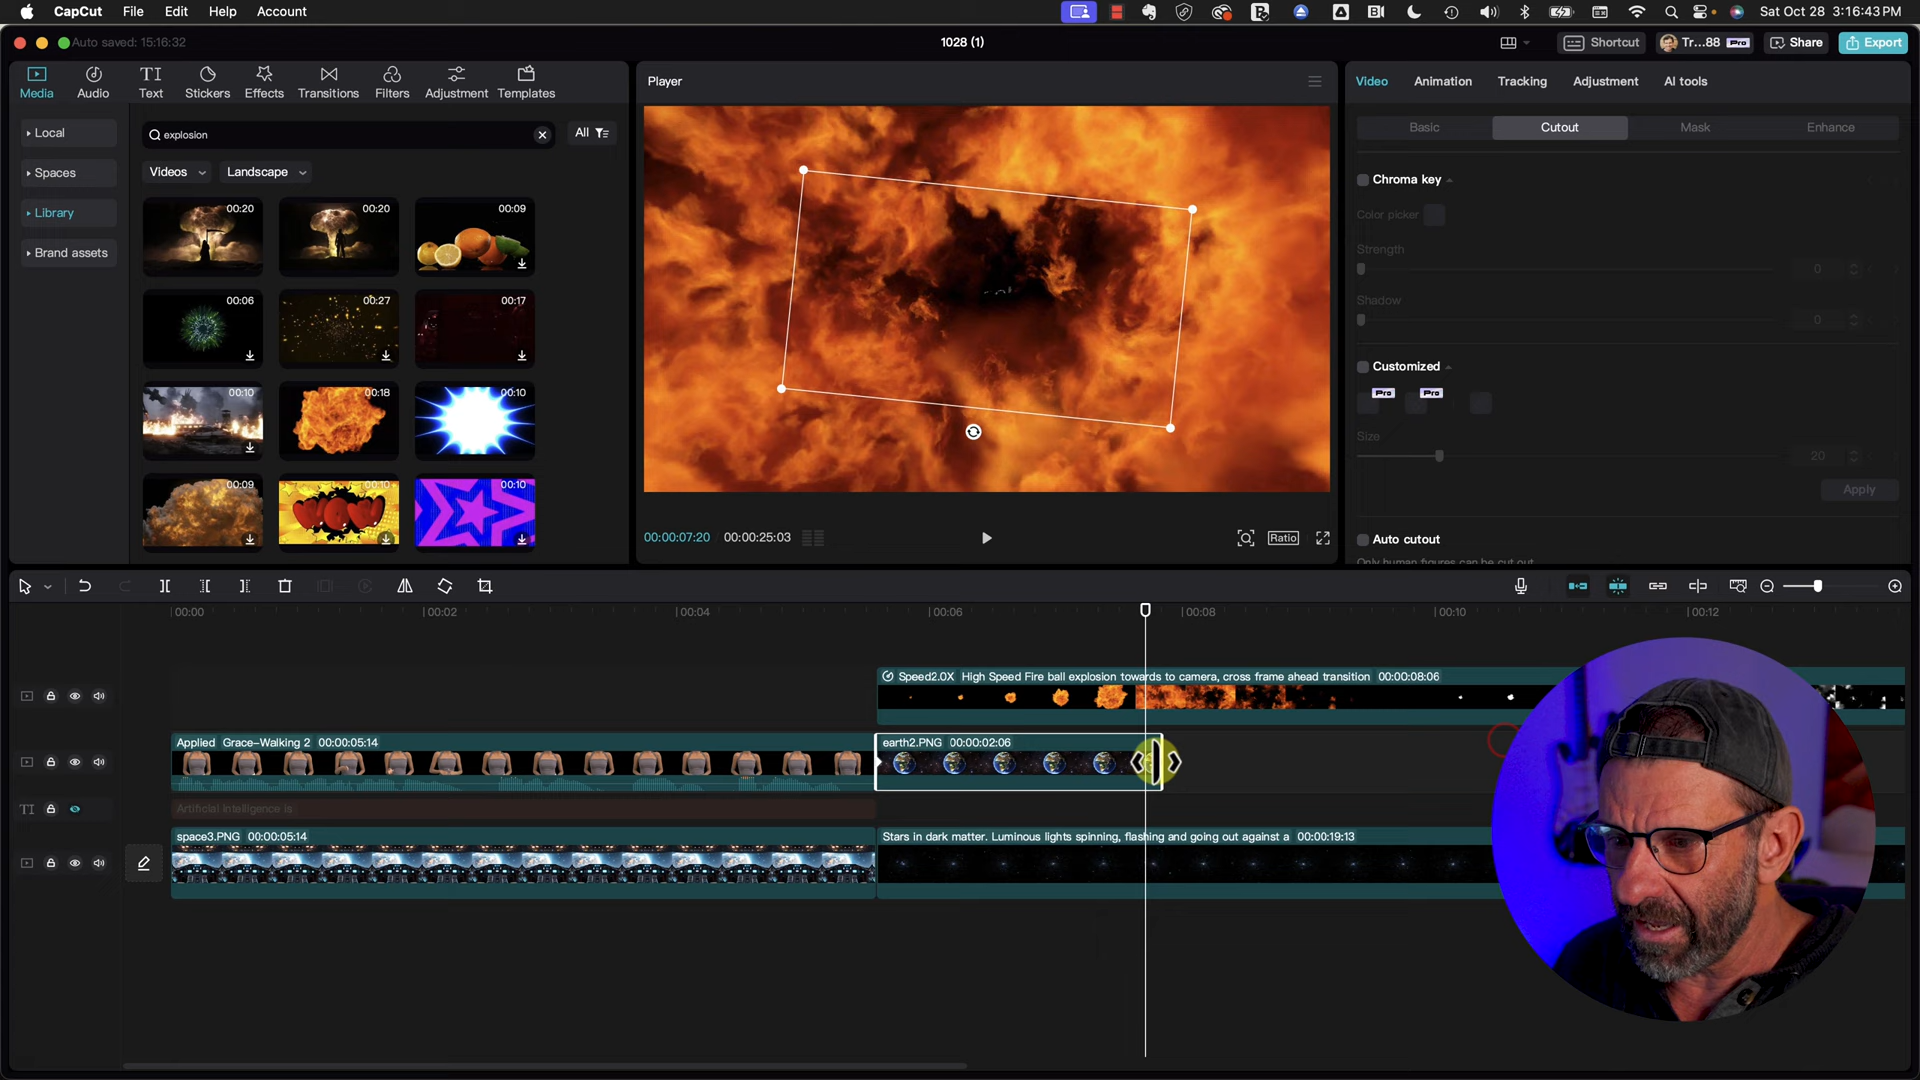 CapCut File Edit Help Account
Sat Oct 28 3:16:43 PM
Auto saved: 15:16:32
1028 (1)
Shortcut
Tr...88 Pro
Share
Export
Media
Audio
TI
Text
Stickers
Effects
Transitions
Filters
Adjustment
Templates
Player
Video
Animation
Tracking
Adjustment
AI tools
Local
Spaces
Library
Brand assets
explosion
All
Videos
Landscape
00:20
00:20
00:09
00:06
00:27
00:17
00:10
00:18
00:10
00:09
00:10
00:10
WOW
Basic
Cutout
Mask
Enhance
Chroma key
Color picker
Strength
0
Shadow
0
Customized
Pro
Pro
Size
20
Apply
Auto cutout
Only human figures can be cut out
00:00:07:20
00:00:25:03
Ratio
00:00
00:02
00:04
00:06
00:08
00:10
00:12
Speed2.0X High Speed Fire ball explosion towards to camera, cross frame ahead transition 00:00:08:06
Applied Grace-Walking 2 00:00:05:14
earth2.PNG 00:00:02:06
TI
Artificial intelligence is
space3.PNG 00:00:05:14
Stars in dark matter. Luminous lights spinning, flashing and going out against a 00:00:19:13